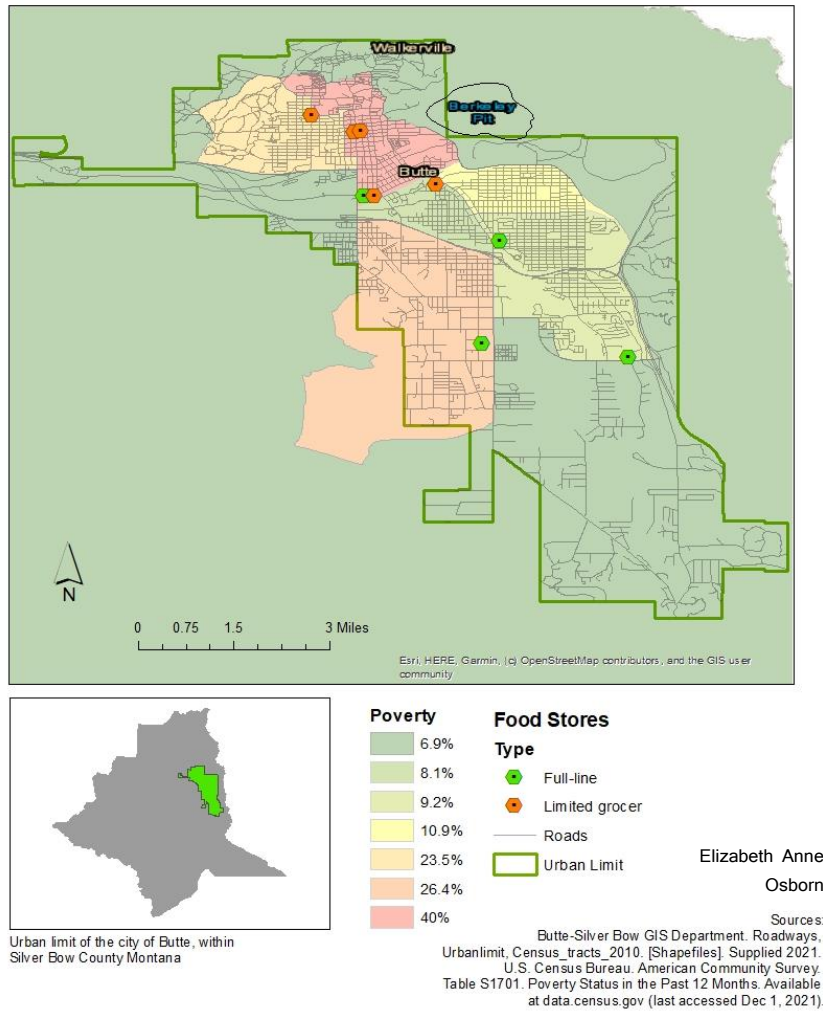 Walkerville
Berkeley
Pit
Butte
N
0 0.75 1.5 3 Miles
Esri, HERE, Garmin, (c) OpenStreetMap contributors, and the GIS user
community
Urban limit of the city of Butte, within
Silver Bow County Montana
Poverty
6.9%
8.1%
9.2%
10.9%
23.5%
26.4%
40%
Food Stores
Type
Full-line
Limited grocer
Roads
Urban Limit
Elizabeth Anne
Osborn
Sources:
Butte-Silver Bow GIS Department. Roadways,
Urbanlimit, Census_tracts_2010. [Shapefiles]. Supplied 2021.
U.S. Census Bureau. American Community Survey.
Table S1701. Poverty Status in the Past 12 Months. Available
at data.census.gov (last accessed Dec 1, 2021).